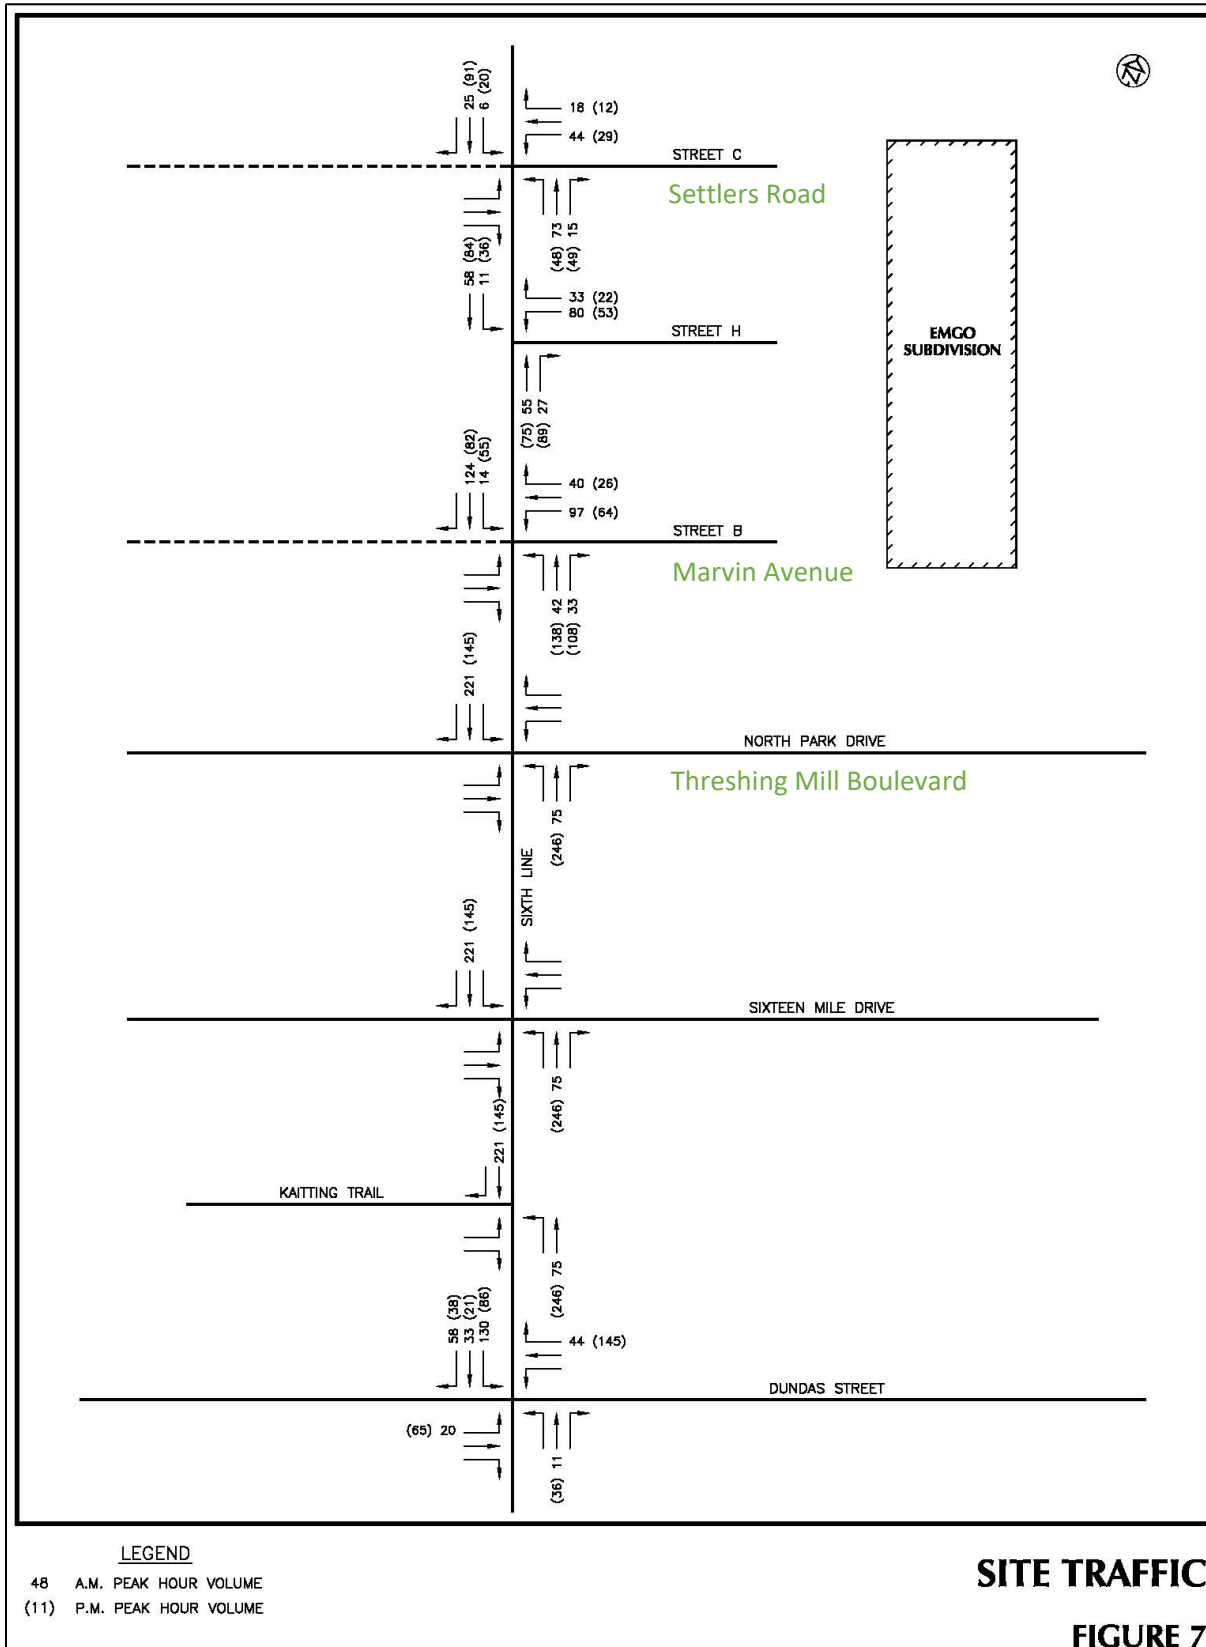 25 (91)
6 (20)
18 (12)
44 (29)
STREET C
Settlers Road
(48) 73
(49) 15
58 (84)
11 (36)
33 (22)
80 (53)
STREET H
EMGO
SUBDIVISION
(75) 55
(89) 27
124 (82)
14 (55)
40 (26)
97 (64)
STREET B
Marvin Avenue
(138) 42
(108) 33
221 (145)
NORTH PARK DRIVE
Threshing Mill Boulevard
(246) 75
SIXTH LINE
221 (145)
SIXTEEN MILE DRIVE
(246) 75
221 (145)
KAITTING TRAIL
(246) 75
58 (38)
33 (21)
130 (86)
44 (145)
DUNDAS STREET
(65) 20
(36) 11
LEGEND
48 A.M. PEAK HOUR VOLUME
(11) P.M. PEAK HOUR VOLUME
SITE TRAFFIC
FIGURE 7